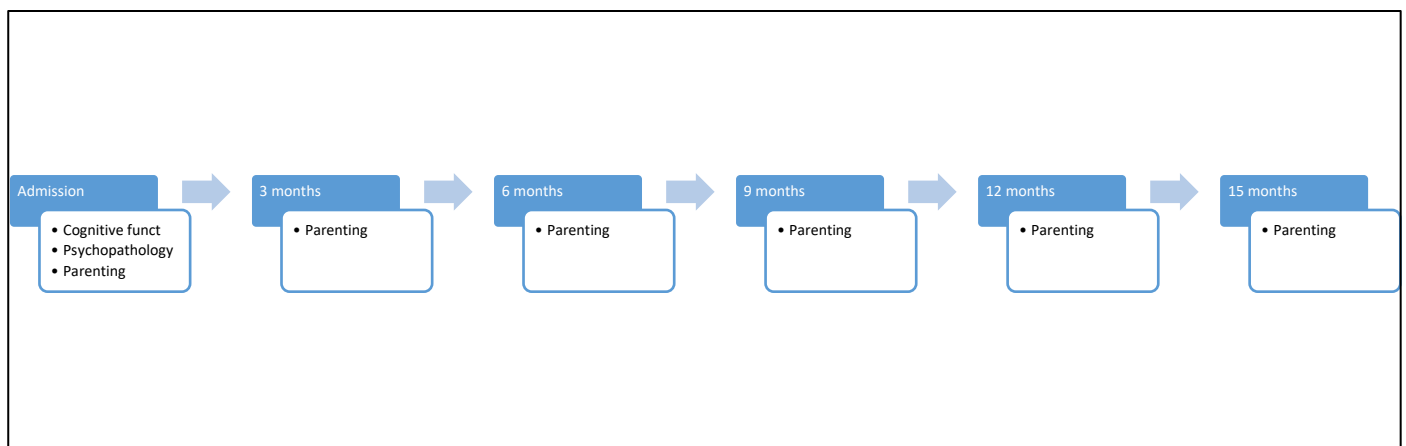 Admission
• Cognitive funct
• Psychopathology
• Parenting
3 months
• Parenting
6 months
• Parenting
9 months
• Parenting
12 months
• Parenting
15 months
• Parenting